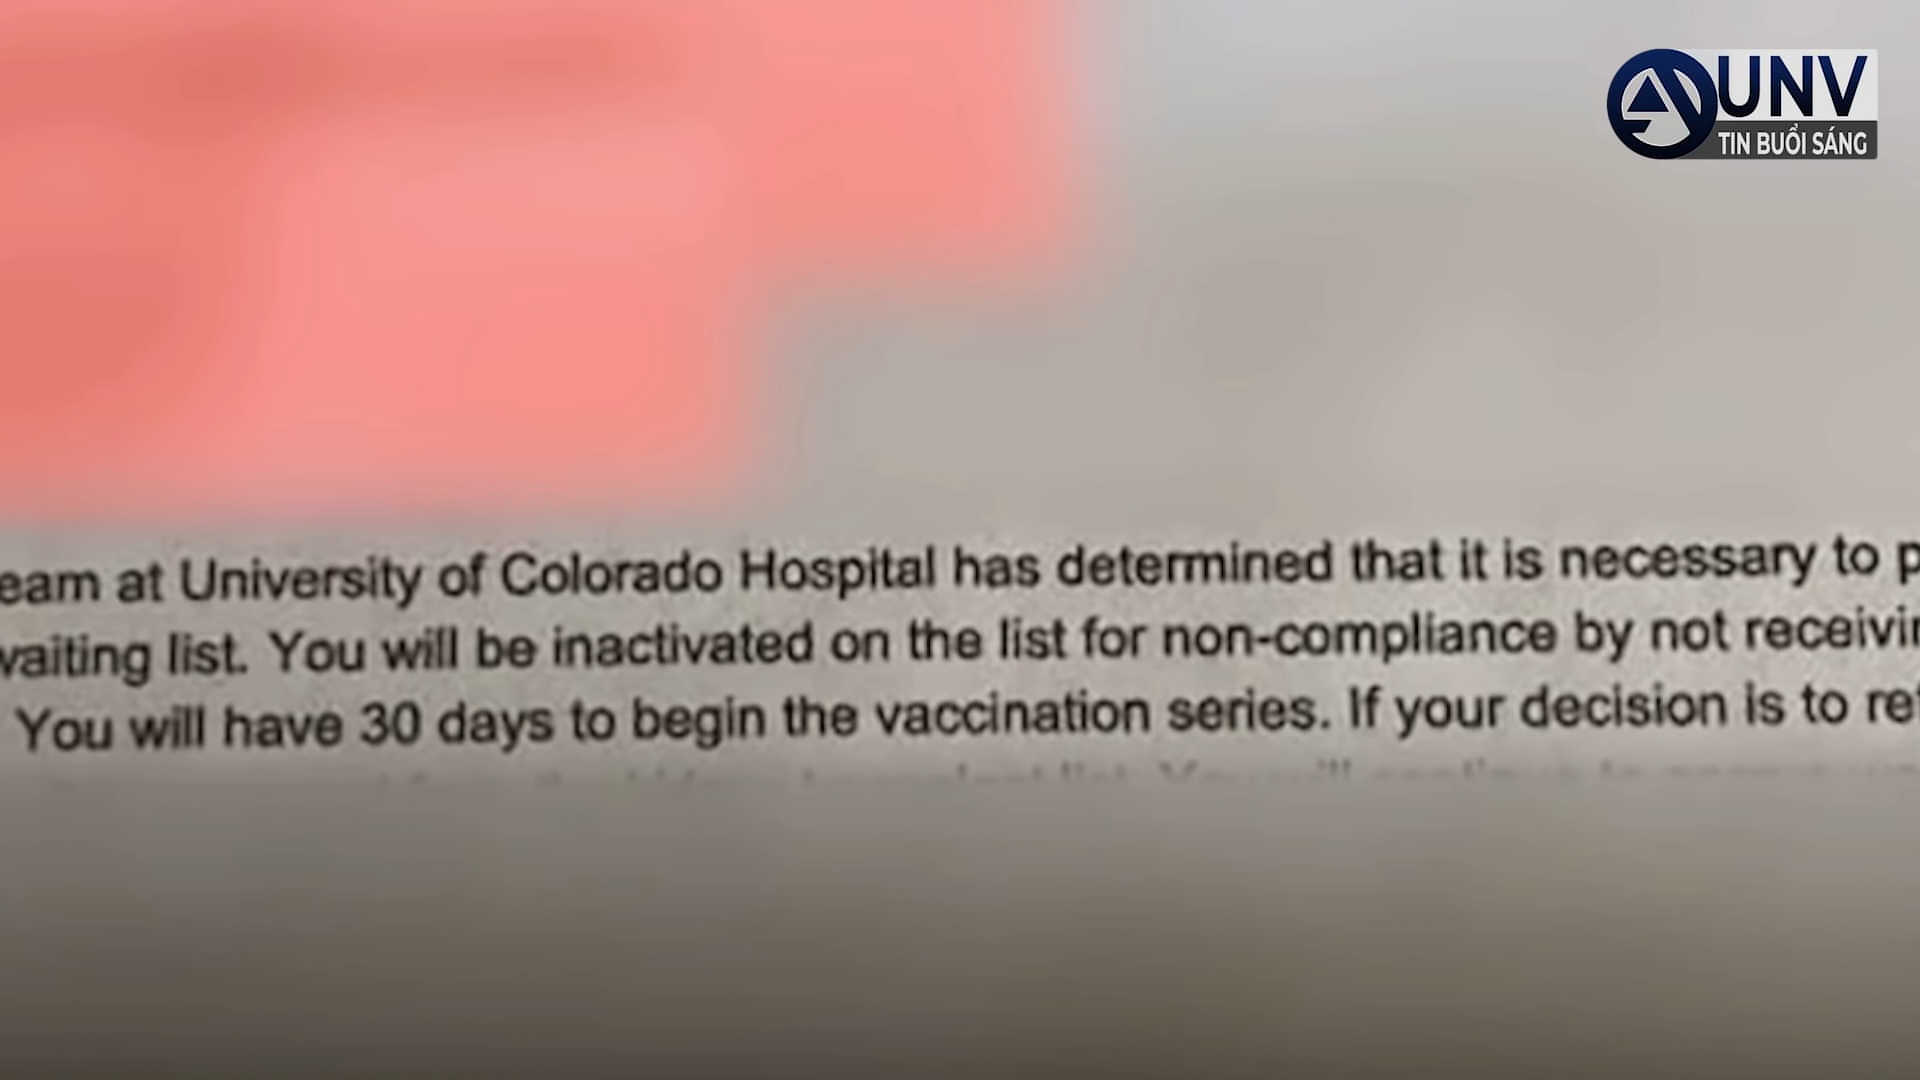 UNV
TIN BUỔI SÁNG
at University of Colorado Hospital has determined that it is necessary to
waiting list. You will be inactivated on the list for non-compliance by not
You will have 30 days to begin the vaccination series. If your decision is to